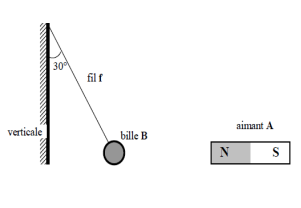 30°
fil f
verticale
bille B
aimant A
N S